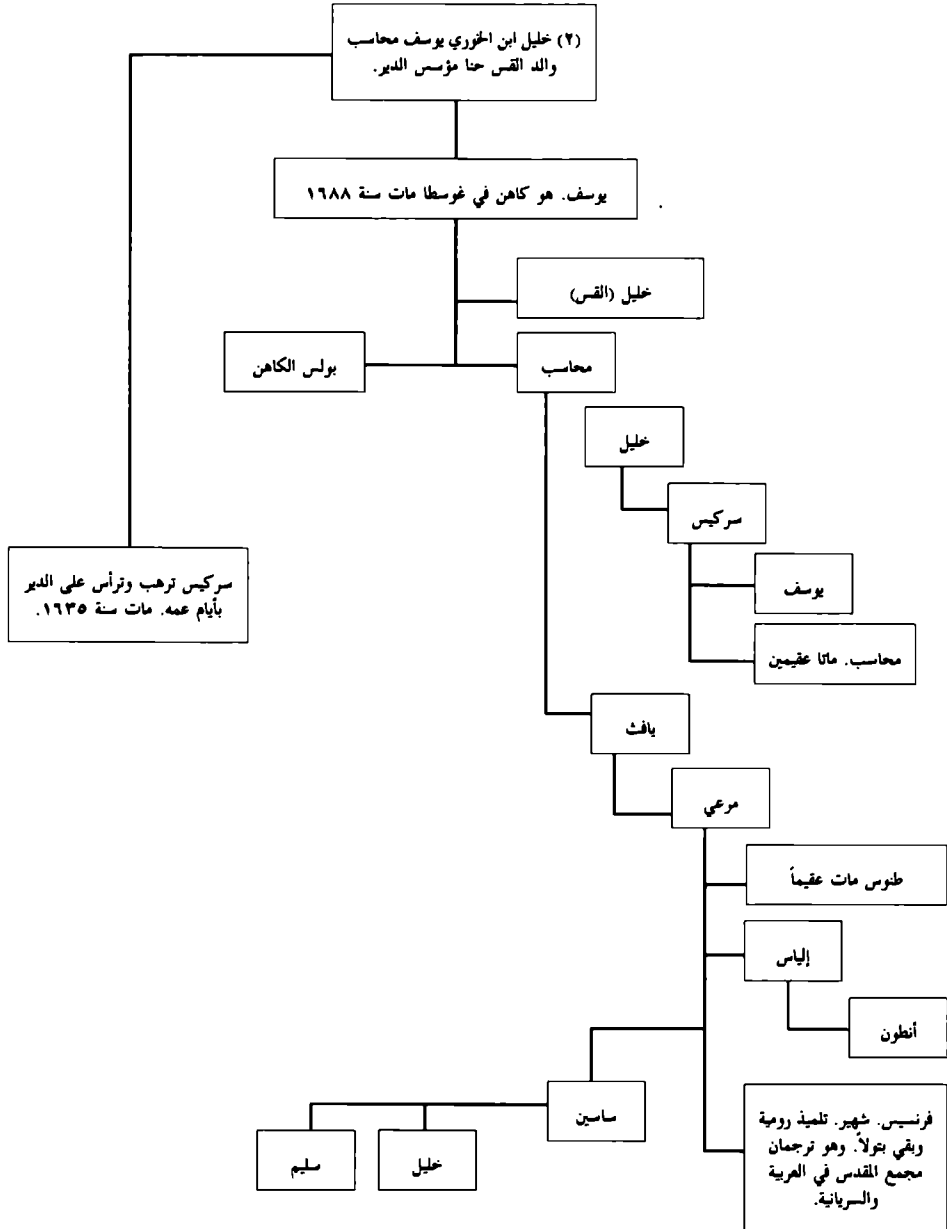 (٢) خليل ابن الخوري يوسف محاسب
والد القس حنا مؤسس الدير.
يوسف. هو كاهن في غوسطا مات سنة ١٦٨٨
خليل (القس)
محاسب
بولس الكاهن
خليل
سركيس
يوسف
محاسب. ماتا عقيمين
سركيس ترهب وترأس على الدير
بأيام عمه. مات سنة ١٦٣٥.
يافث
مرعي
طنوس مات عقيماً
إلياس
أنطون
ساسين
خليل
سليم
فرنسيس. شهير. تلميذ رومية
وبقي بتولاً. وهو ترجمان
مجمع المقدس في العربية
والسريانية.